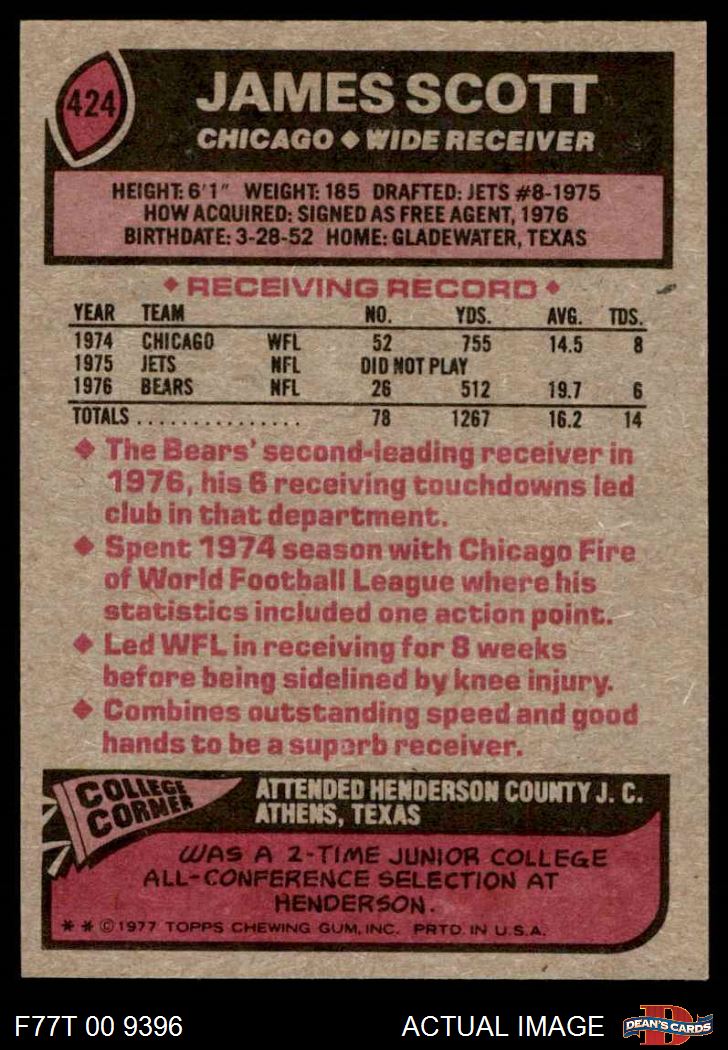 424
JAMES SCOTT
CHICAGO ◆ WIDE RECEIVER
HEIGHT: 6'1" WEIGHT: 185 DRAFTED: JETS #8-1975
HOW ACQUIRED: SIGNED AS FREE AGENT, 1976
BIRTHDATE: 3-28-52 HOME: GLADEWATER, TEXAS
◆ RECEIVING RECORD ◆
YEAR TEAM NO. YDS. AVG. TDS.
1974 CHICAGO WFL 52 755 14.5 8
1975 JETS NFL DID NOT PLAY
1976 BEARS NFL 26 512 19.7 6
TOTALS ............... 78 1267 16.2 14
◆ The Bears' second-leading receiver in
1976, his 6 receiving touchdowns led
club in that department.
◆ Spent 1974 season with Chicago Fire
of World Football League where his
statistics included one action point.
◆ Led WFL in receiving for 8 weeks
before being sidelined by knee injury.
◆ Combines outstanding speed and good
hands to be a superb receiver.
COLLEGE
CORNER
ATTENDED HENDERSON COUNTY J. C.
ATHENS, TEXAS
WAS A 2-TIME JUNIOR COLLEGE
ALL-CONFERENCE SELECTION AT
HENDERSON.
* * © 1977 TOPPS CHEWING GUM, INC. PRTD. IN U.S.A.
F77T 00 9396 ACTUAL IMAGE
D
DEAN'S CARDS